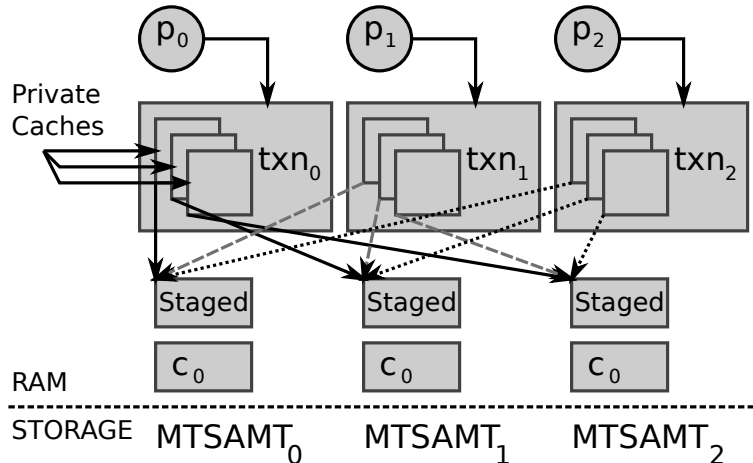 p₀ p₁ p₂
Private
Caches
txn₀ txn₁ txn₂
Staged Staged Staged
c₀ c₀ c₀
RAM
STORAGE MTSAMT₀ MTSAMT₁ MTSAMT₂